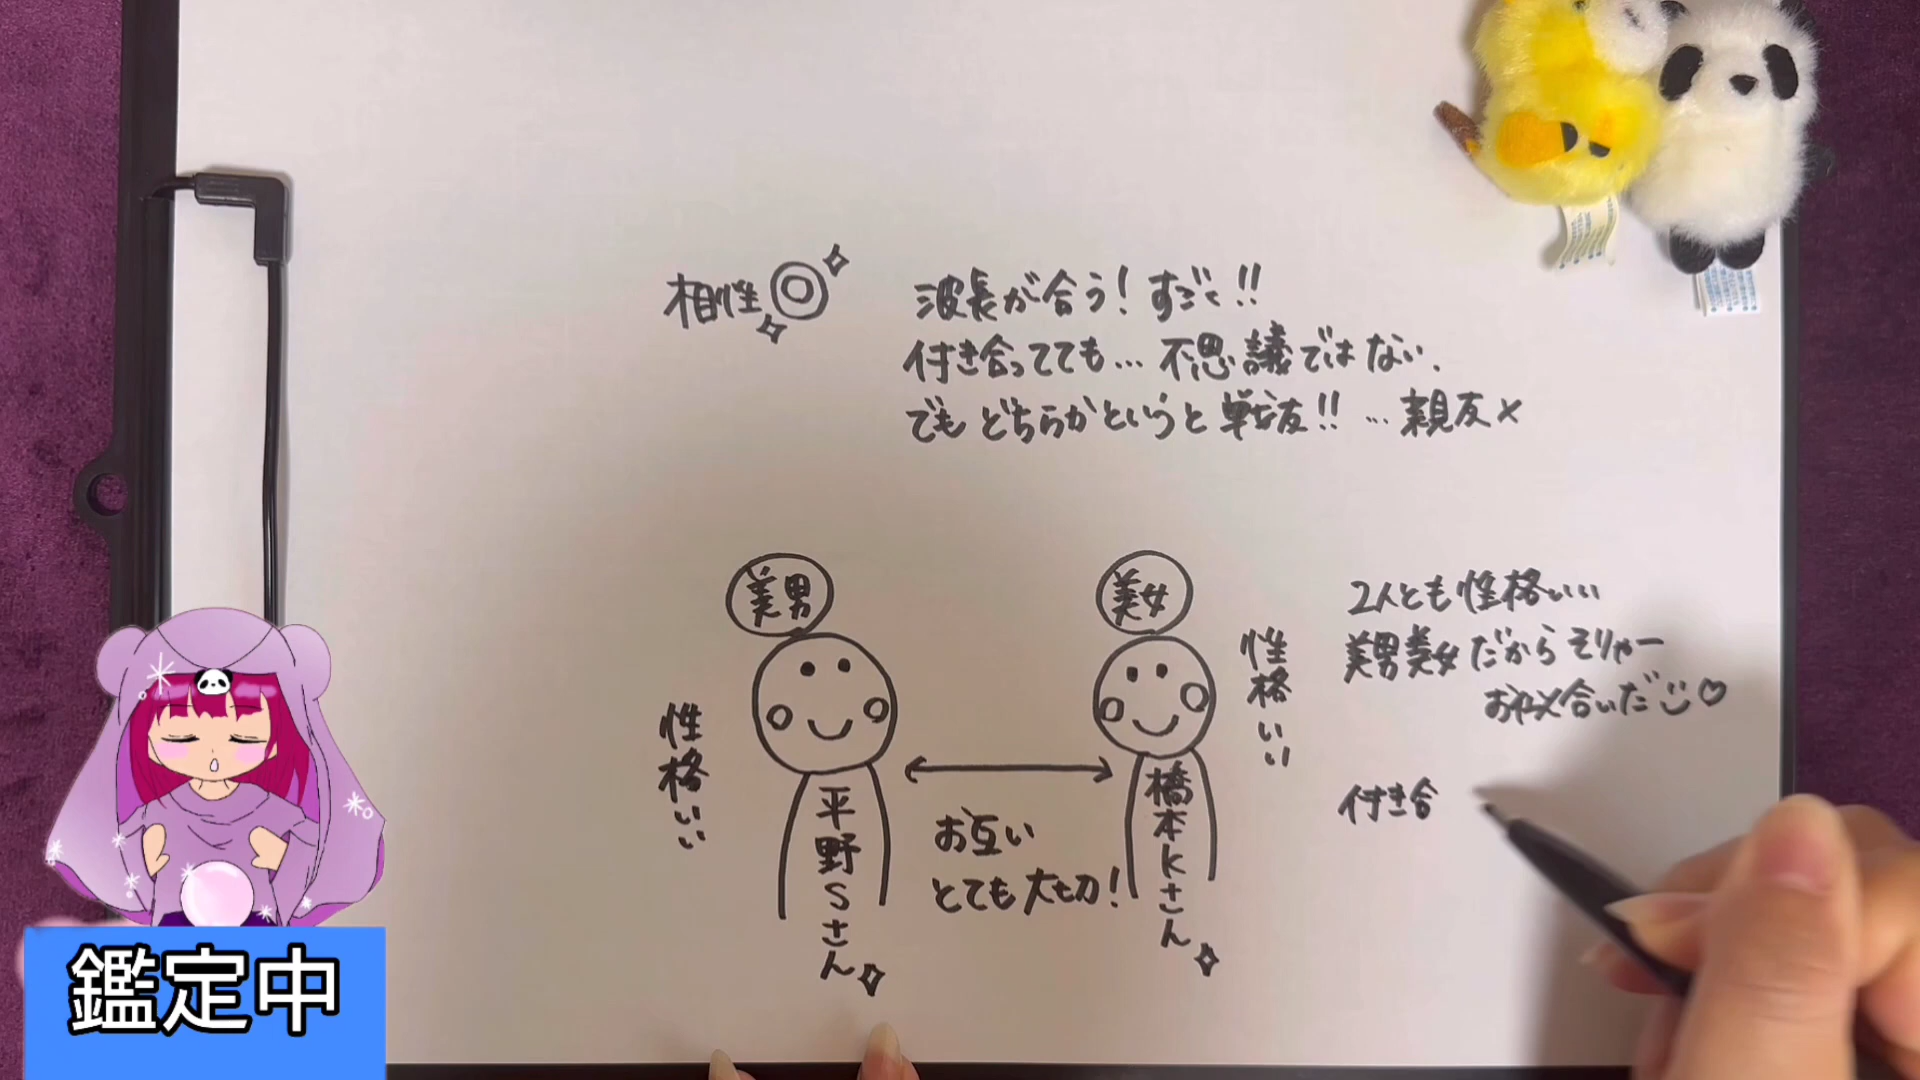 相性◎
波長が合う！すごく!!
付き合ってても…不思議ではない.
でもどちらかというと戦友!!…親友×
美男
美女
性格いい
平野Sさん
お互い
とても大切！
橋本kさん
性格いい
2人とも性格いい
美男美女だからそりゃー
お似合いだ♡
付き合
鑑定中